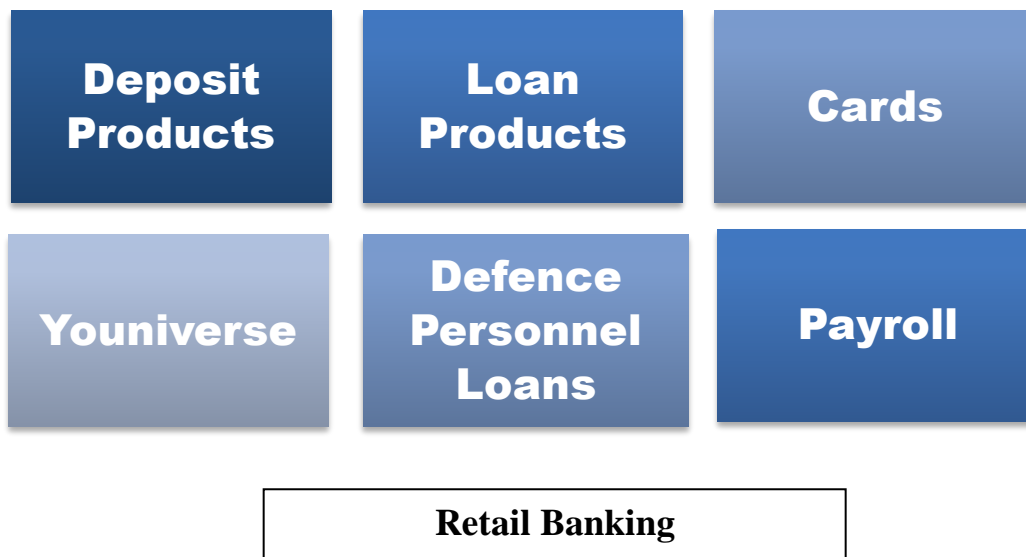 Deposit
Products
Loan
Products
Cards
Youniverse
Defence
Personnel
Loans
Payroll
Retail Banking